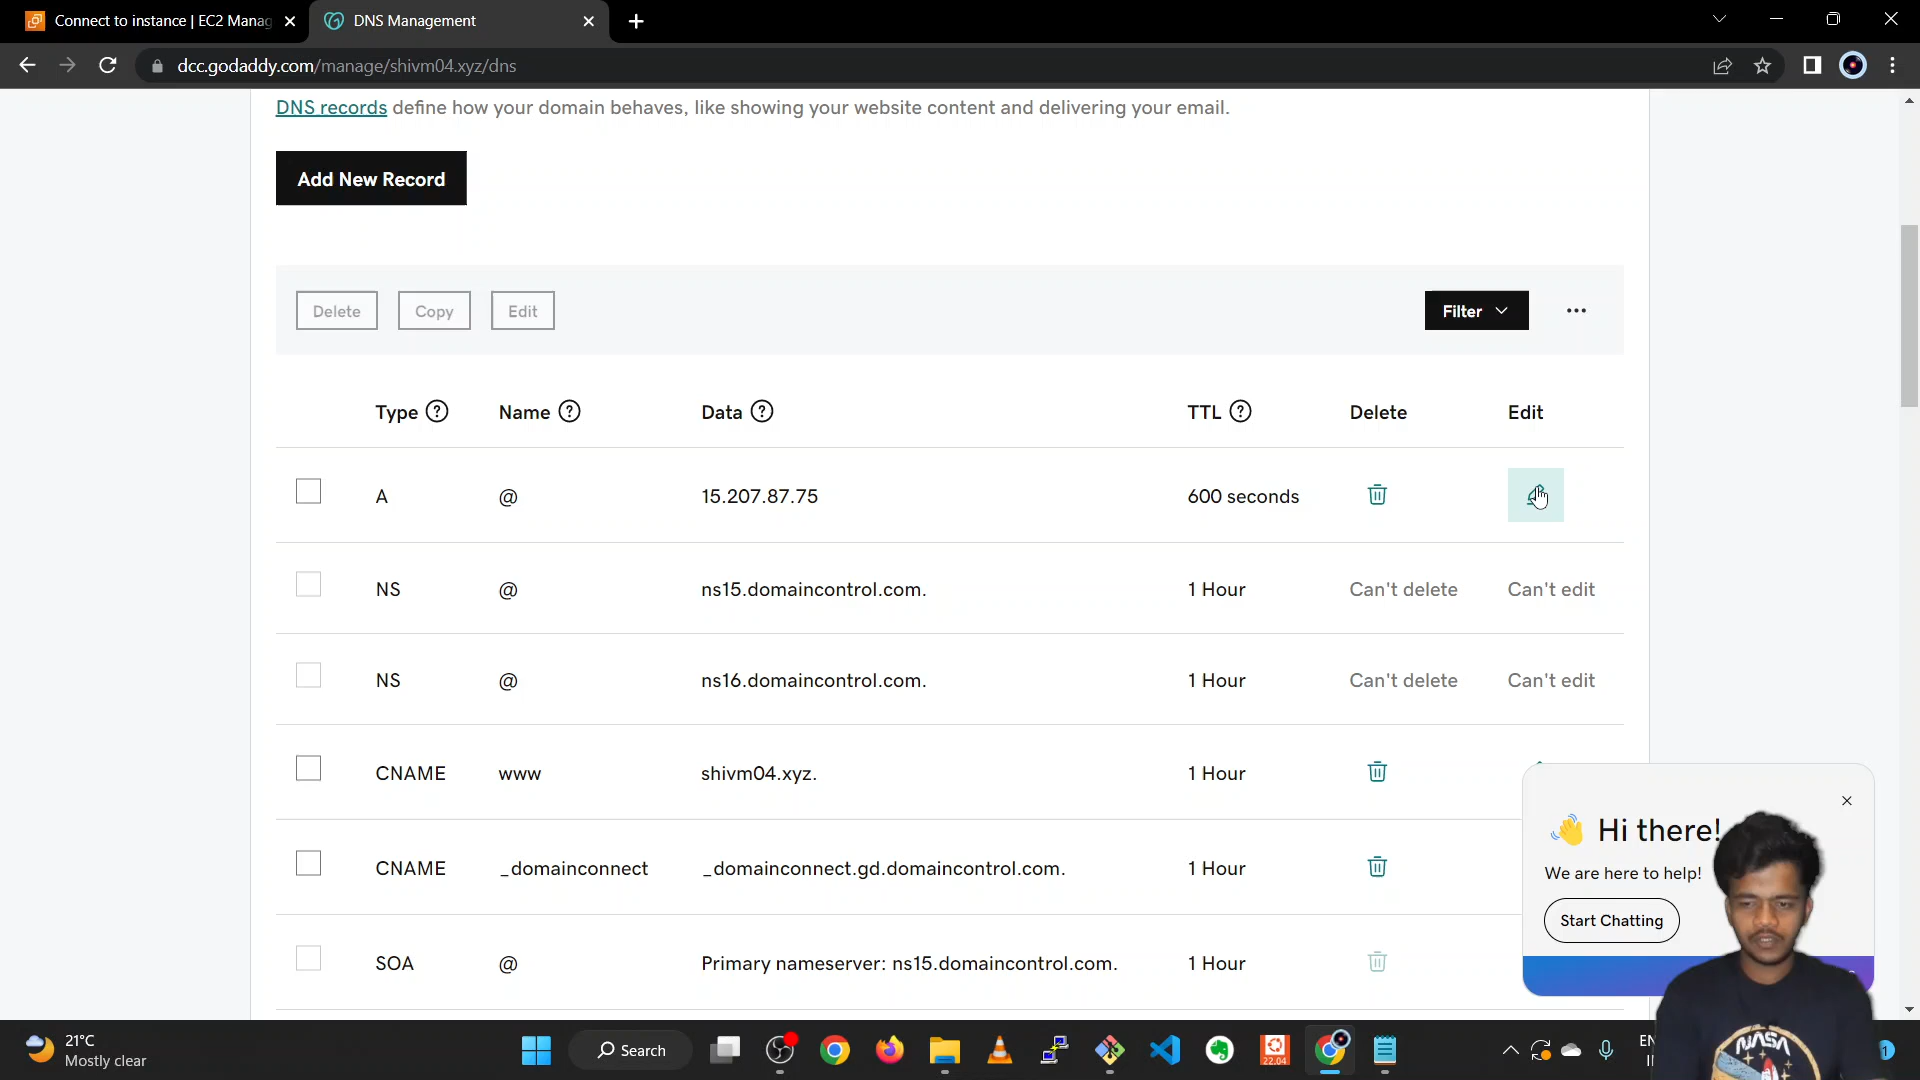 Connect to instance | EC2 Manag
DNS Management
dcc.godaddy.com/manage/shivm04.xyz/dns
DNS records define how your domain behaves, like showing your website content and delivering your email.
Add New Record
Delete Copy Edit Filter
Type Name Data TTL Delete Edit
A @ 15.207.87.75 600 seconds
NS @ ns15.domaincontrol.com. 1 Hour Can't delete Can't edit
NS @ ns16.domaincontrol.com. 1 Hour Can't delete Can't edit
CNAME www shivm04.xyz. 1 Hour
CNAME _domainconnect _domainconnect.gd.domaincontrol.com. 1 Hour
SOA @ Primary nameserver: ns15.domaincontrol.com. 1 Hour
Hi there!
We are here to help!
Start Chatting
21°C
Mostly clear
Search
22.04
NASA
1